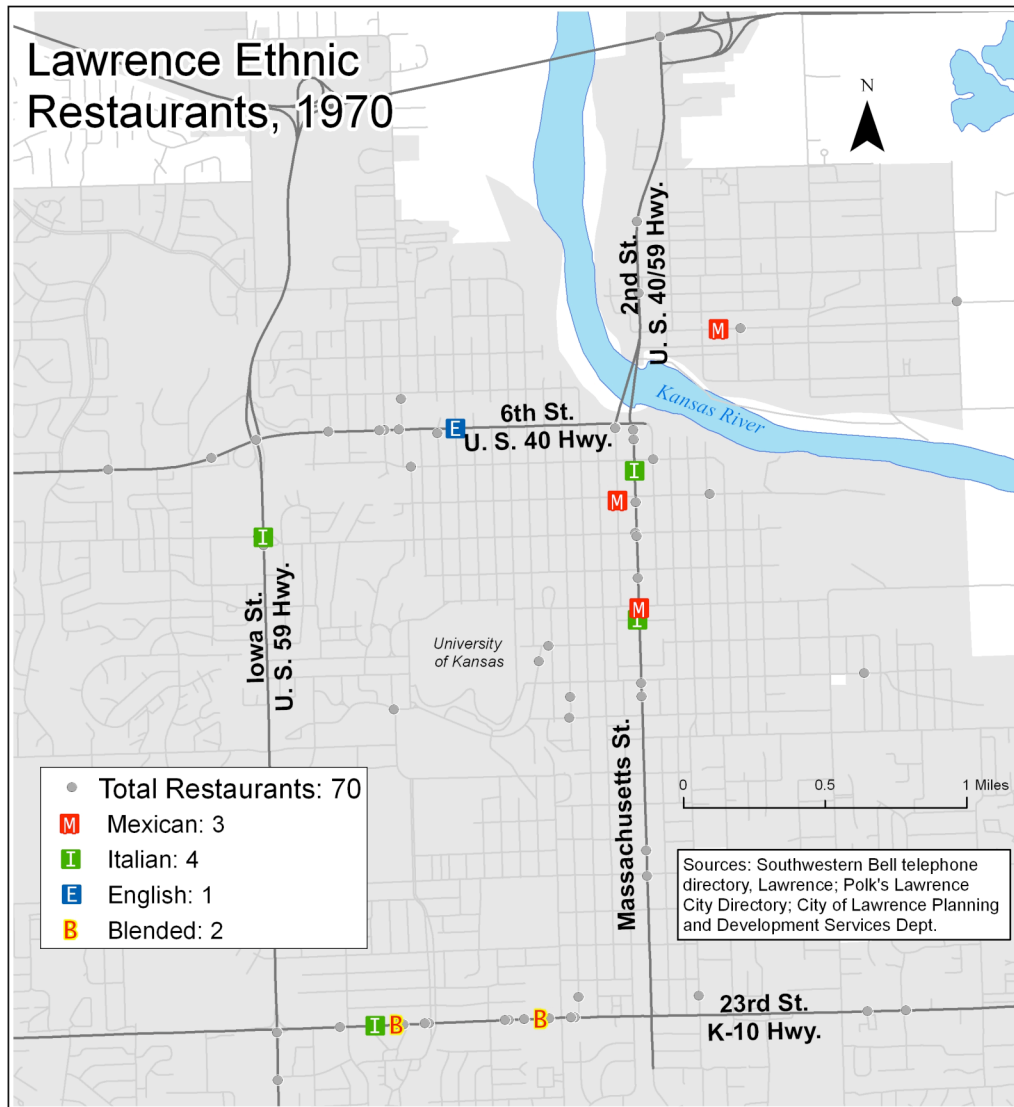 Lawrence Ethnic
Restaurants, 1970
N
2nd St.
U. S. 40/59 Hwy.
M
Kansas River
6th St.
U. S. 40 Hwy.
E
I
M
I
Iowa St.
U. S. 59 Hwy.
M
I
University
of Kansas
Massachusetts St.
Total Restaurants: 70
M Mexican: 3
I Italian: 4
E English: 1
B Blended: 2
0 0.5 1 Miles
Sources: Southwestern Bell telephone
directory, Lawrence; Polk's Lawrence
City Directory; City of Lawrence Planning
and Development Services Dept.
I B
B
23rd St.
K-10 Hwy.